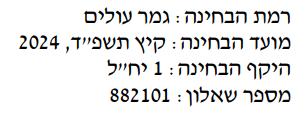 רמת הבחינה: גמר עולים
מועד הבחינה: קיץ תשפ״ד, 2024
היקף הבחינה: 1 יח״ל
מספר שאלון: 882101